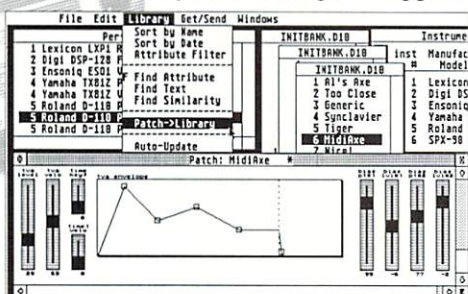 File Edit Library Get/Send Windows
Sort by Name
Sort by Date
Attribute Filter
Find Attribute
Find Text
Find Similarity
Patch->Library
Auto-Update
Per
1 Lexicon LXP1 P
2 Digi DSP-128 F
3 Ensoniq ESQ1 V
4 Yamaha TX81Z P
4 Yamaha TX81Z
5 Roland D-110 P
5 Roland D-110 P
5 Roland D-110 P
INITBANK.D10
INITBANK.D10
INITBANK.D10
1 Al's Axe
2 Too Close
3 Generic
4 Synclavier
5 Tiger
6 MidiAxe
Instrume
inst Manufac
# Model
1 Lexicon
2 Digi DS
3 Ensoniq
4 Yamaha
5 Roland
6 SPX-90
Patch: MidiAxe *
tva envelope